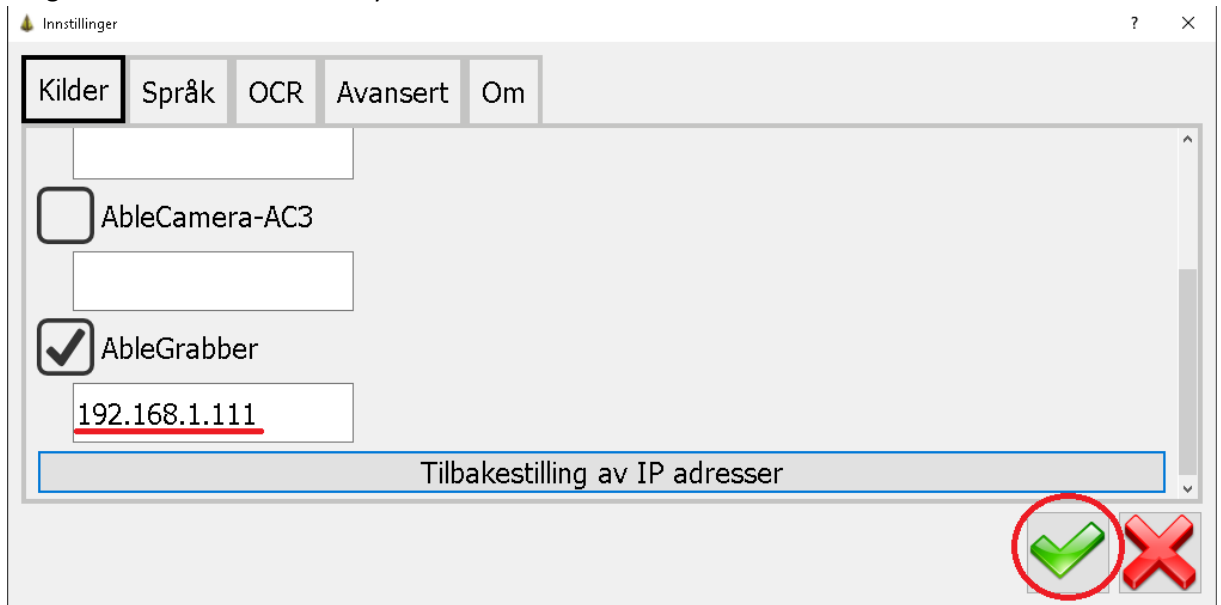 Innstillinger
?
Kilder Språk OCR Avansert Om
AbleCamera-AC3
AbleGrabber
192.168.1.111
Tilbakestilling av IP adresser